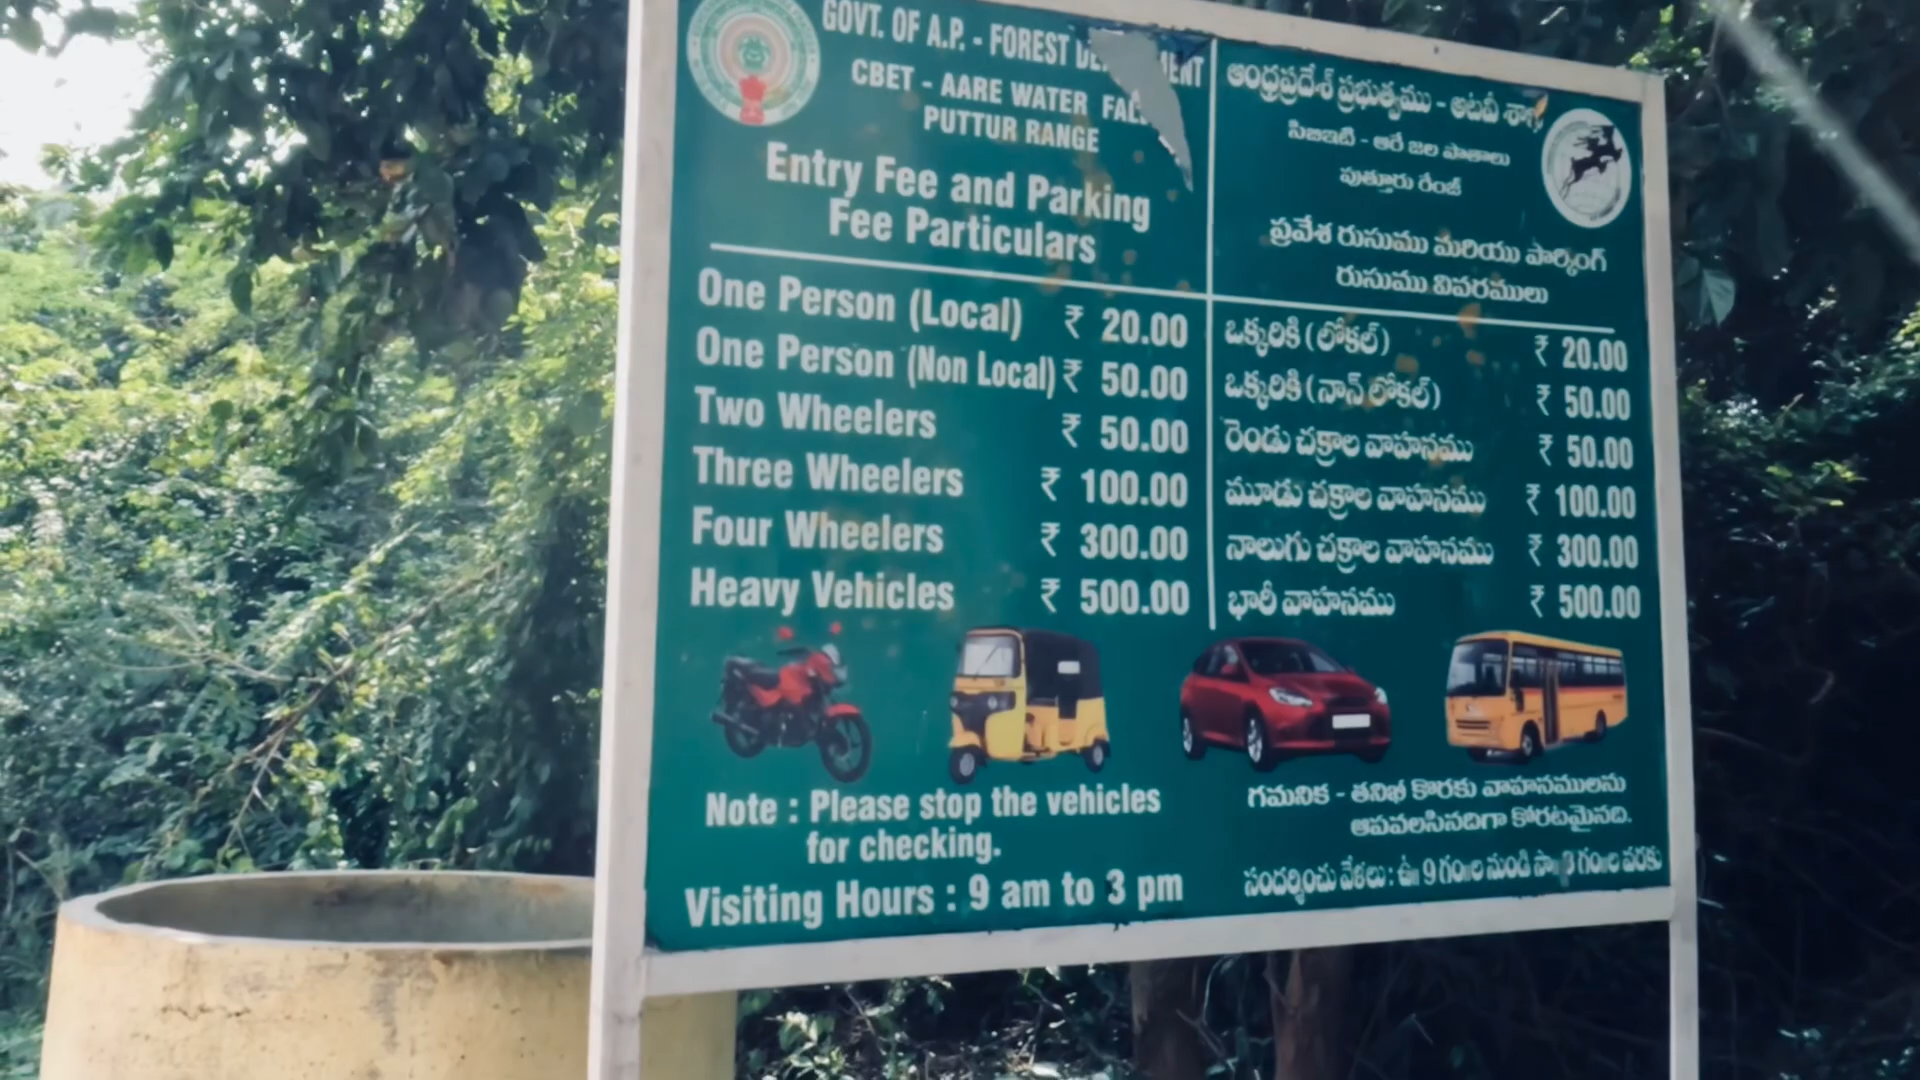 GOVT. OF A.P. - FOREST
CBET - AARE WATER
PUTTUR RANGE
Entry Fee and Parking
Fee Particulars
One Person (Local) ₹ 20.00
One Person (Non Local) ₹ 50.00
Two Wheelers ₹ 50.00
Three Wheelers ₹ 100.00
Four Wheelers ₹ 300.00
Heavy Vehicles ₹ 500.00
Note : Please stop the vehicles
for checking.
Visiting Hours : 9 am to 3 pm
ఆంధ్రప్రదేశ్ ప్రభుత్వము - అటవీ శాఖ
సిబిఇటి - ఆరే జల పాతాలు
పుత్తూరు రేంజ్
ప్రవేశ రుసుము మరియు పార్కింగ్
రుసుము వివరములు
ఒక్కరికి (లోకల్) ₹ 20.00
ఒక్కరికి (నాన్ లోకల్) ₹ 50.00
రెండు చక్రాల వాహనము ₹ 50.00
మూడు చక్రాల వాహనము ₹ 100.00
నాలుగు చక్రాల వాహనము ₹ 300.00
భారీ వాహనము ₹ 500.00
గమనిక - తనిఖీ కొరకు వాహనములను
ఆపవలసినదిగా కోరటమైనది.
సందర్శించు వేళలు : ఉ॥ 9 గం॥ల నుండి సా॥ 3 గం॥ల వరకు